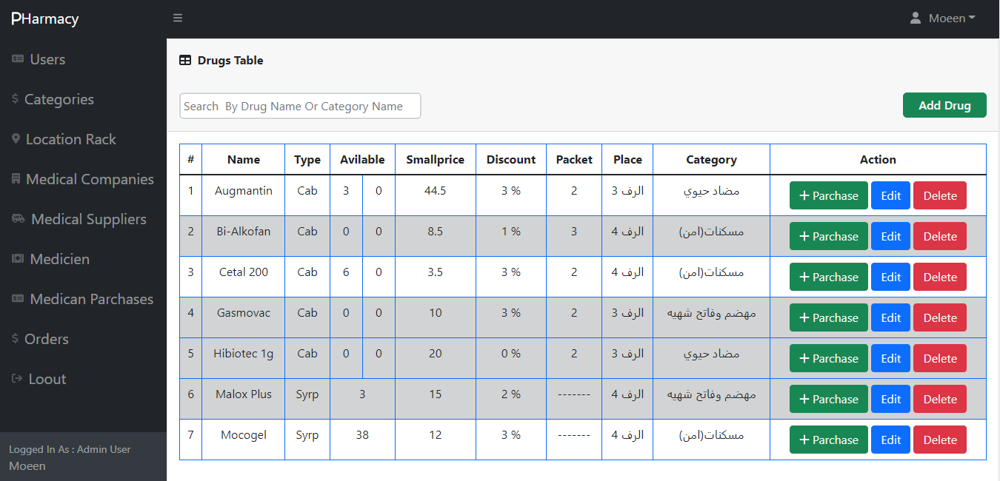 PHarmacy
Moeen
Users
Categories
Location Rack
Medical Companies
Medical Suppliers
Medicien
Medican Parchases
Orders
Loout
Logged In As : Admin User
Moeen
Drugs Table
Search By Drug Name Or Category Name
Add Drug
# Name Type Avilable Smallprice Discount Packet Place Category Action
1 Augmantin Cab 3 0 44.5 3 % 2 الرف 3 مضاد حيوي + Parchase Edit Delete
2 Bi-Alkofan Cab 0 0 8.5 1 % 3 الرف 4 مسكنات(امن) + Parchase Edit Delete
3 Cetal 200 Cab 6 0 3.5 3 % 2 الرف 4 مسكنات(امن) + Parchase Edit Delete
4 Gasmovac Cab 0 0 10 3 % 2 الرف 3 مهضم وفاتح شهيه + Parchase Edit Delete
5 Hibiotec 1g Cab 0 0 20 0 % 2 الرف 3 مضاد حيوي + Parchase Edit Delete
6 Malox Plus Syrp 3 15 2 % ------- الرف 4 مهضم وفاتح شهيه + Parchase Edit Delete
7 Mocogel Syrp 38 12 3 % ------- الرف 4 مسكنات(امن) + Parchase Edit Delete